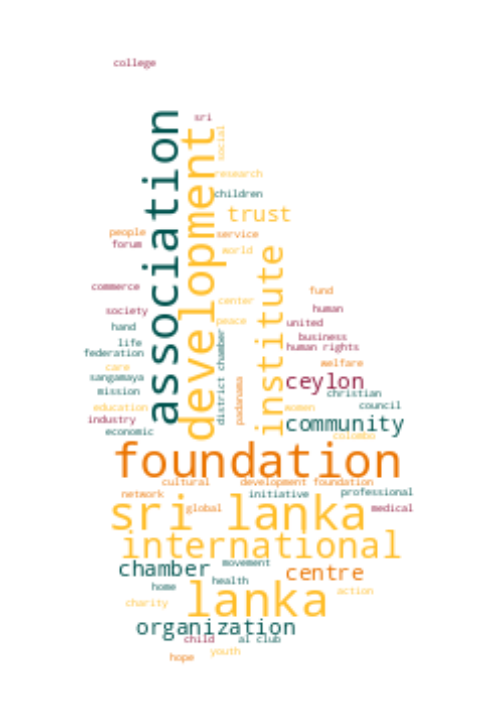 college
sri
association
development
social
research
children
trust
people
service
forum
world
institute
commerce
fund
center
society
human
peace
united
hand
business
life
district chamber
human rights
federation
welfare
care
sangamaya
padanama
ceylon
mission
christian
education
women
council
industry
community
economic
colombo
foundation
cultural
development foundation
network
initiative
professional
sri lanka
global
medical
international
chamber
movement
centre
health
home
lanka
action
charity
organization
child
al club
youth
hope